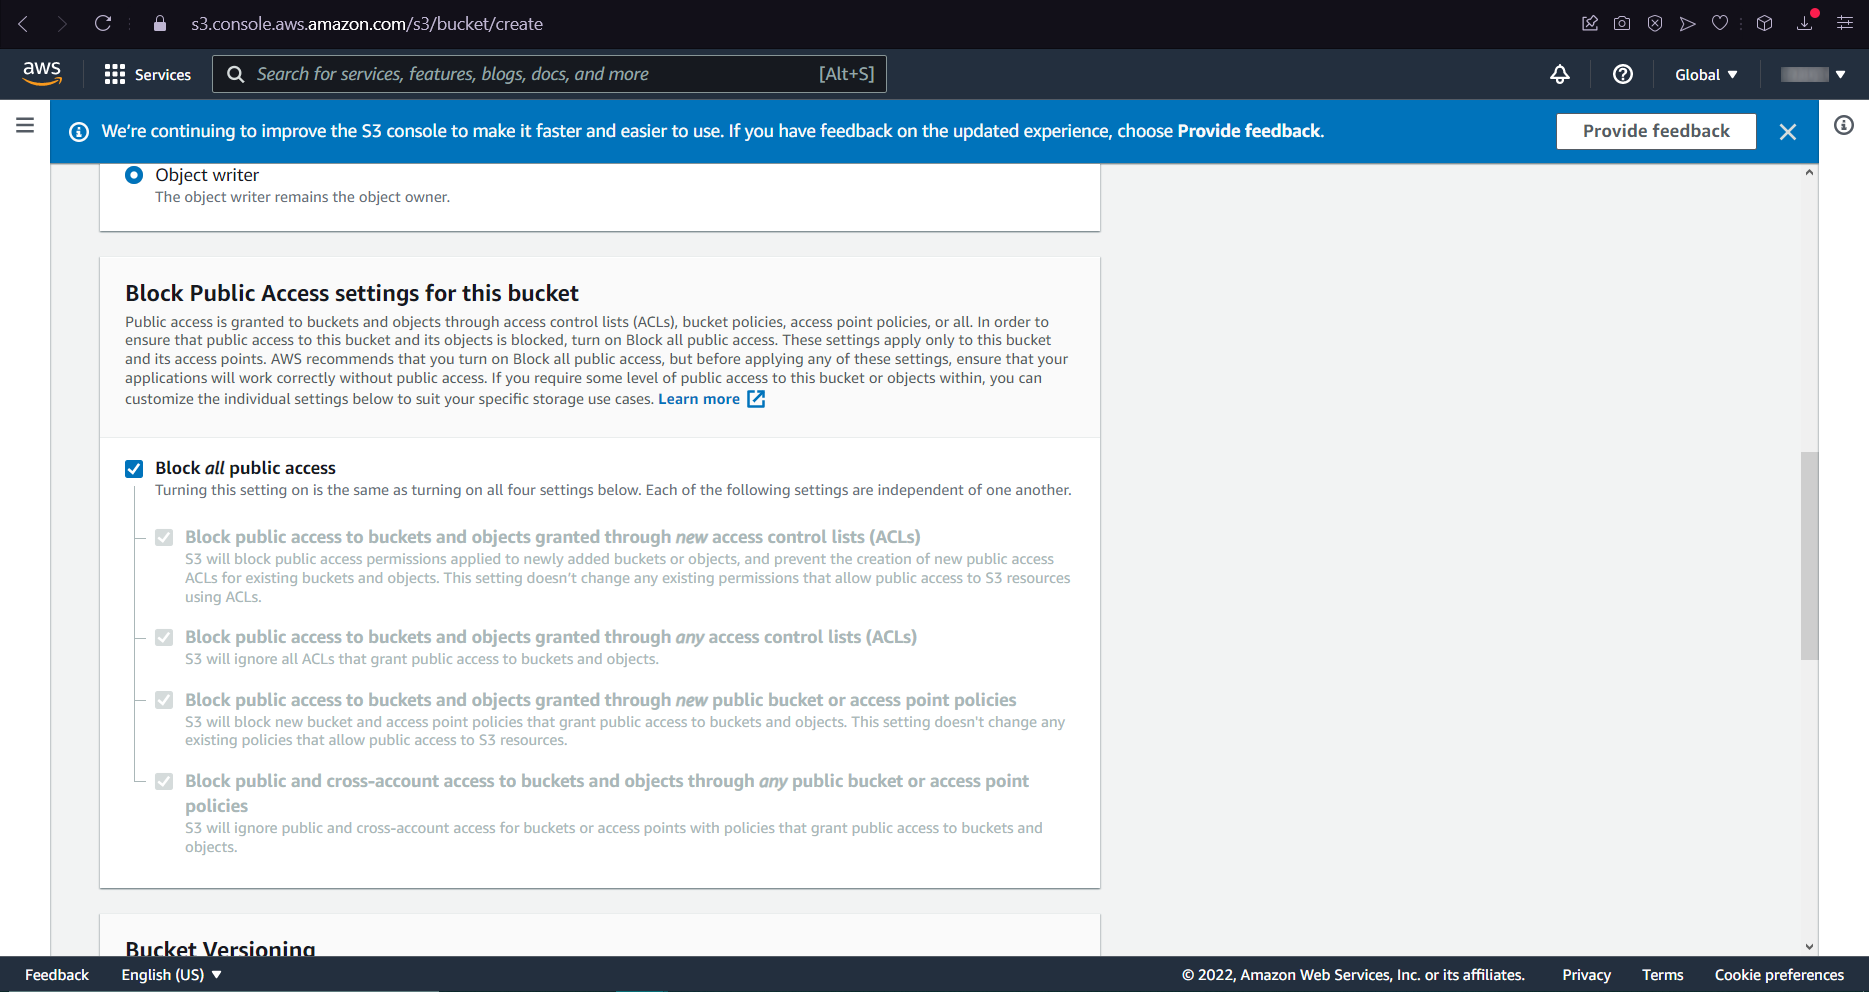 s3.console.aws.amazon.com/s3/bucket/create
aws
Services
Search for services, features, blogs, docs, and more
[Alt+S]
Global
We’re continuing to improve the S3 console to make it faster and easier to use. If you have feedback on the updated experience, choose Provide feedback.
Provide feedback
Object writer
The object writer remains the object owner.
Block Public Access settings for this bucket
Public access is granted to buckets and objects through access control lists (ACLs), bucket policies, access point policies, or all. In order to
ensure that public access to this bucket and its objects is blocked, turn on Block all public access. These settings apply only to this bucket
and its access points. AWS recommends that you turn on Block all public access, but before applying any of these settings, ensure that your
applications will work correctly without public access. If you require some level of public access to this bucket or objects within, you can
customize the individual settings below to suit your specific storage use cases. Learn more
Block all public access
Turning this setting on is the same as turning on all four settings below. Each of the following settings are independent of one another.
Block public access to buckets and objects granted through new access control lists (ACLs)
S3 will block public access permissions applied to newly added buckets or objects, and prevent the creation of new public access
ACLs for existing buckets and objects. This setting doesn’t change any existing permissions that allow public access to S3 resources
using ACLs.
Block public access to buckets and objects granted through any access control lists (ACLs)
S3 will ignore all ACLs that grant public access to buckets and objects.
Block public access to buckets and objects granted through new public bucket or access point policies
S3 will block new bucket and access point policies that grant public access to buckets and objects. This setting doesn't change any
existing policies that allow public access to S3 resources.
Block public and cross-account access to buckets and objects through any public bucket or access point
policies
S3 will ignore public and cross-account access for buckets or access points with policies that grant public access to buckets and
objects.
Bucket Versioning
Feedback
English (US)
© 2022, Amazon Web Services, Inc. or its affiliates.
Privacy
Terms
Cookie preferences